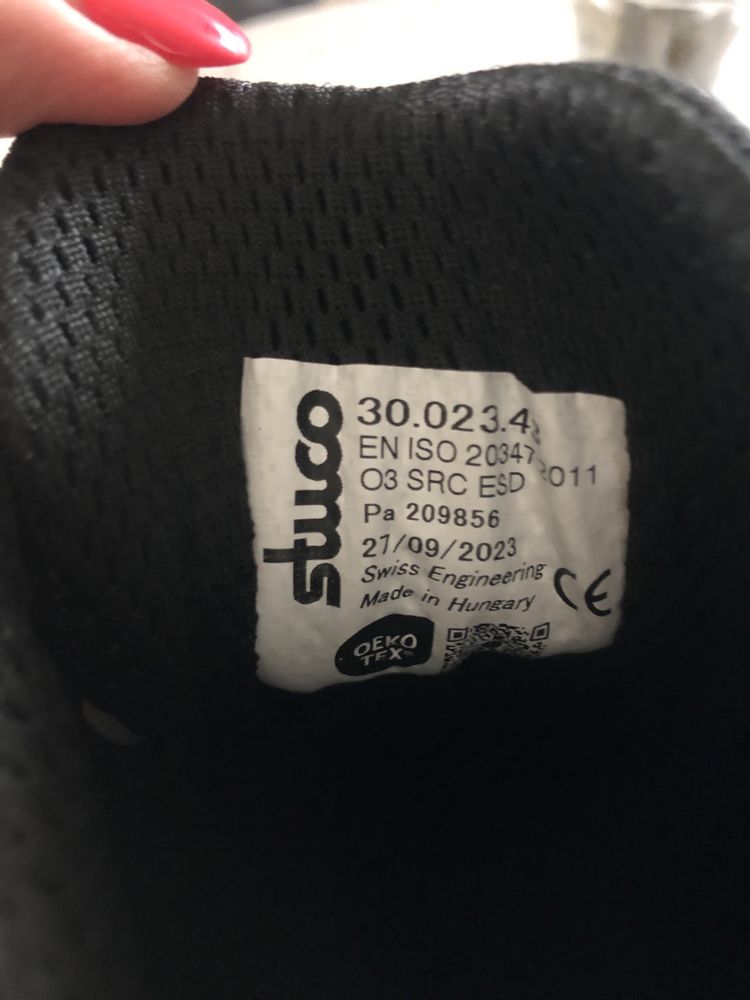 stuco
30.023.4
EN ISO 20347 2011
O3 SRC ESD
Pa 209856
27/09/2023
Swiss Engineering
Made in Hungary
CE
OEKO
TEX®